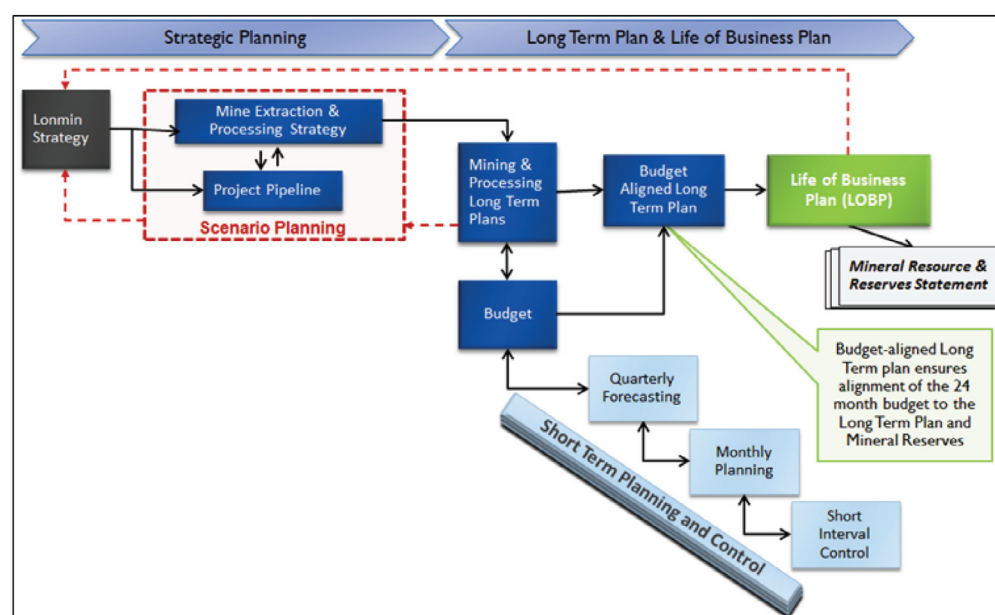 Strategic Planning
Long Term Plan & Life of Business Plan
Lonmin
Strategy
Mine Extraction &
Processing Strategy
Project Pipeline
Scenario Planning
Mining &
Processing
Long Term
Plans
Budget
Aligned Long
Term Plan
Life of Business
Plan (LOBP)
Mineral Resource &
Reserves Statement
Budget
Budget-aligned Long
Term plan ensures
alignment of the 24
month budget to the
Long Term Plan and
Mineral Reserves
Quarterly
Forecasting
Monthly
Planning
Short
Interval
Control
Short Term Planning and Control